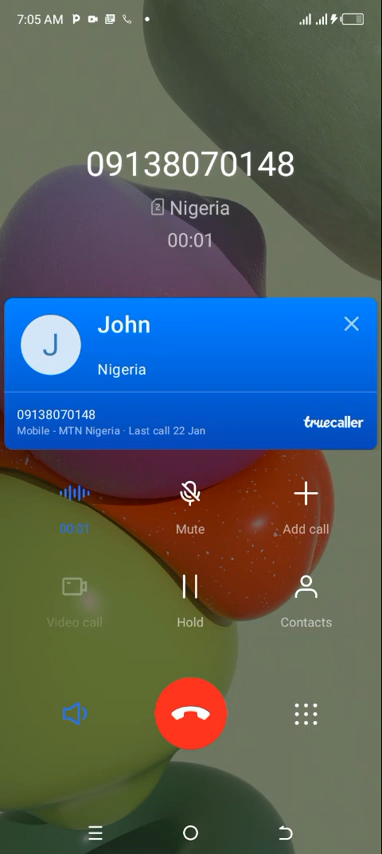 7:05 AM
09138070148
2 Nigeria
00:01
J
John
Nigeria
09138070148
Mobile - MTN Nigeria · Last call 22 Jan
truecaller
00:01
Mute
Add call
Video call
Hold
Contacts